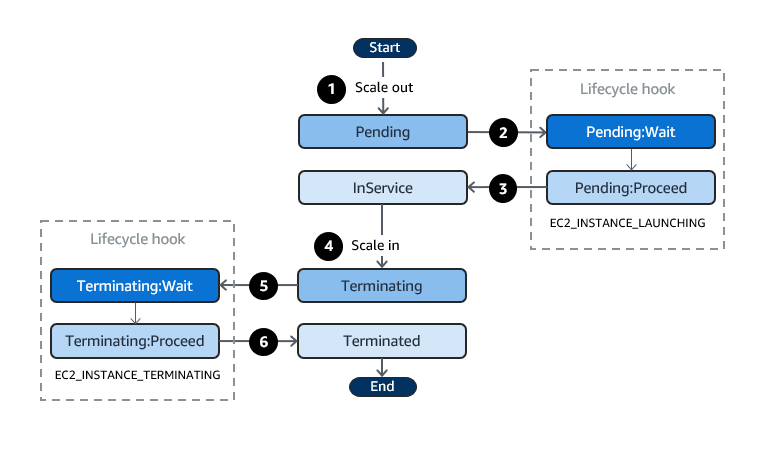 Start
1 Scale out
Lifecycle hook
Pending
2
Pending:Wait
InService
3
Pending:Proceed
EC2_INSTANCE_LAUNCHING
4 Scale in
Lifecycle hook
Terminating:Wait
5
Terminating
Terminating:Proceed
6
Terminated
EC2_INSTANCE_TERMINATING
End